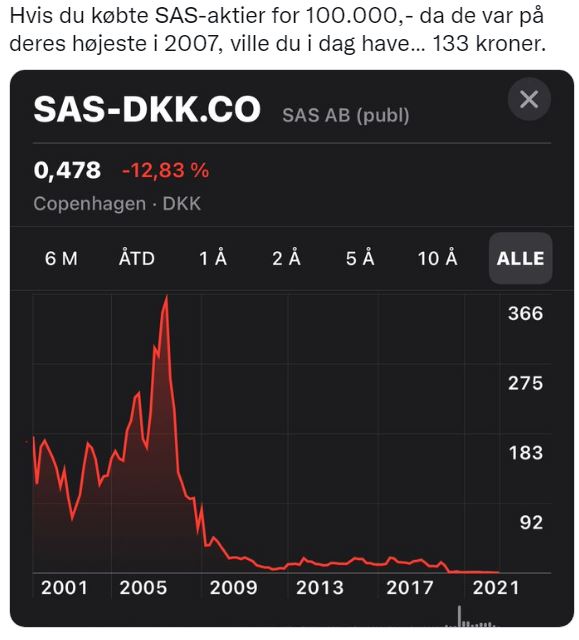 Hvis du købte SAS-aktier for 100.000,- da de var på
deres højeste i 2007, ville du i dag have... 133 kroner.
SAS-DKK.CO SAS AB (publ)
0,478 -12,83 %
Copenhagen · DKK
6 M ÅTD 1 Å 2 Å 5 Å 10 Å ALLE
366
275
183
92
2001 2005 2009 2013 2017 2021